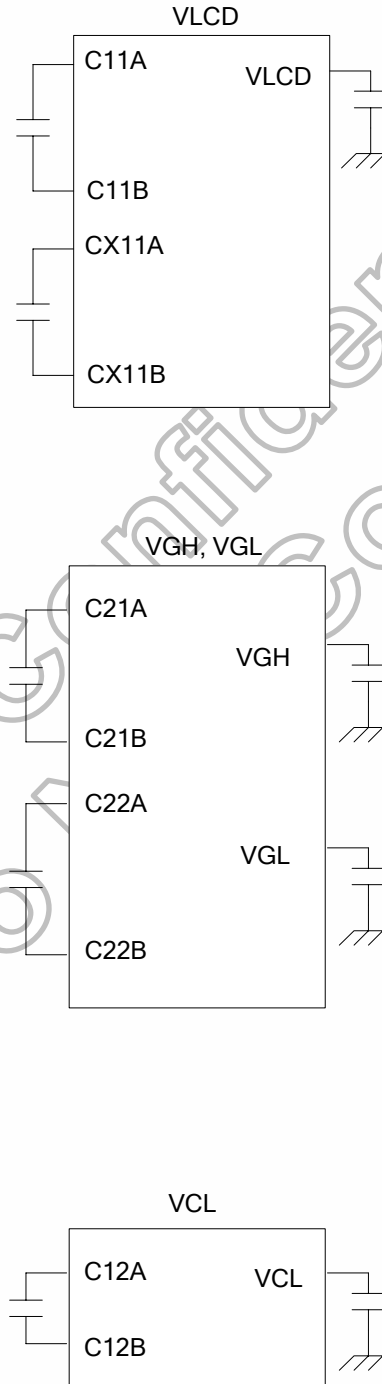 VLCD
C11A
VLCD
C11B
CX11A
CX11B
VGH, VGL
C21A
VGH
C21B
C22A
VGL
C22B
VCL
C12A
VCL
C12B